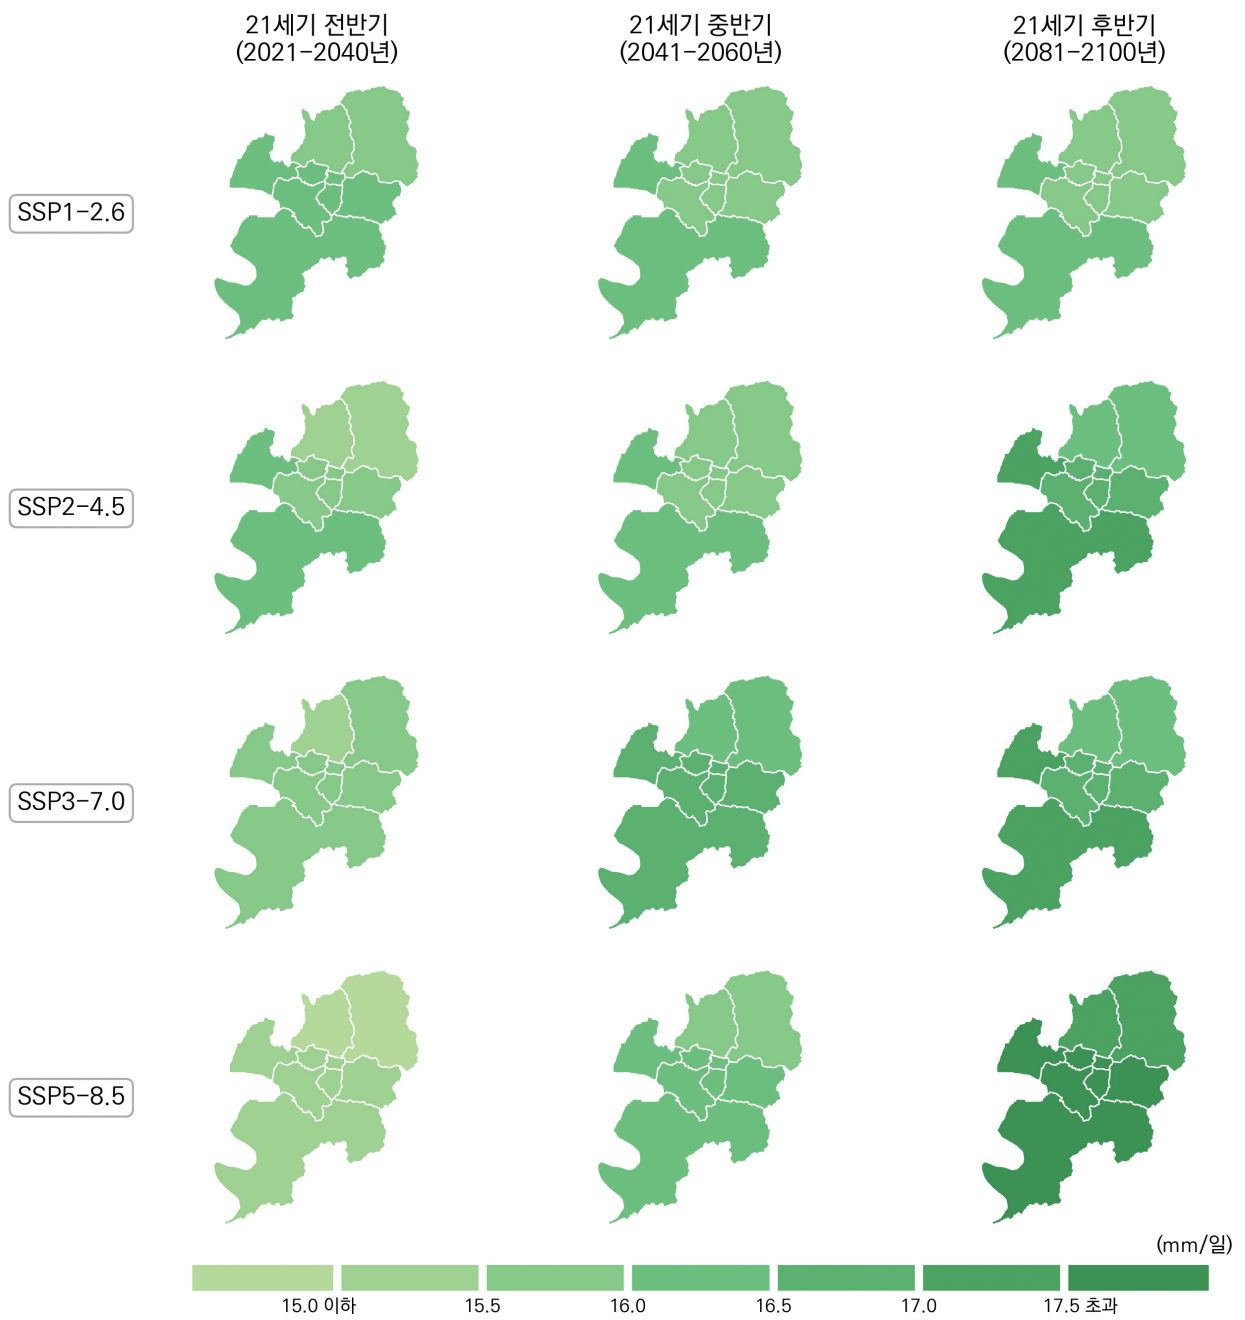 21세기 전반기
(2021-2040년)
21세기 중반기
(2041-2060년)
21세기 후반기
(2081-2100년)
SSP1-2.6
SSP2-4.5
SSP3-7.0
SSP5-8.5
(mm/일)
15.0 이하
15.5
16.0
16.5
17.0
17.5 초과